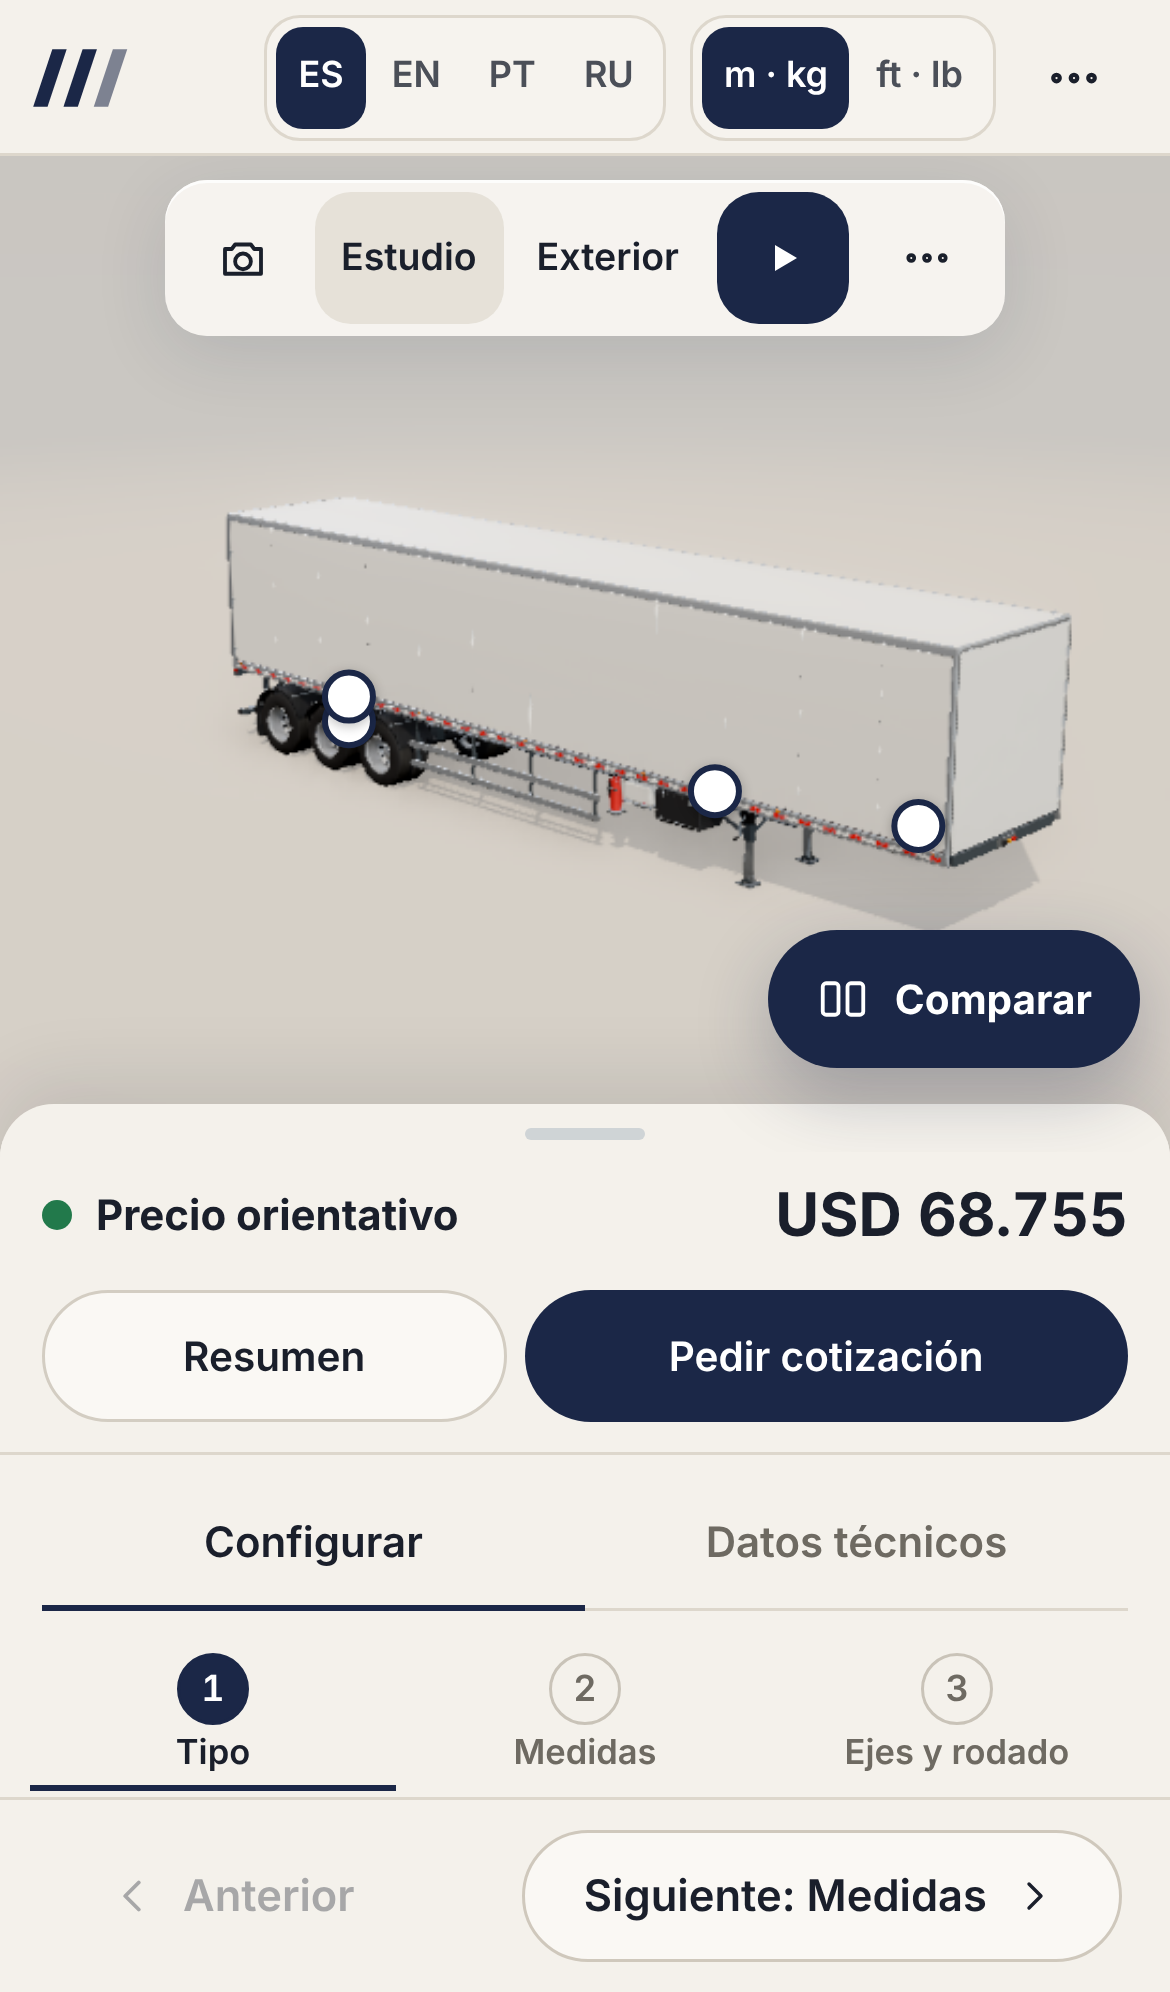 ES EN PT RU m · kg ft · lb
Estudio Exterior
Comparar
Precio orientativo USD 68.755
Resumen Pedir cotización
Configurar Datos técnicos
1 2 3
Tipo Medidas Ejes y rodado
Anterior Siguiente: Medidas